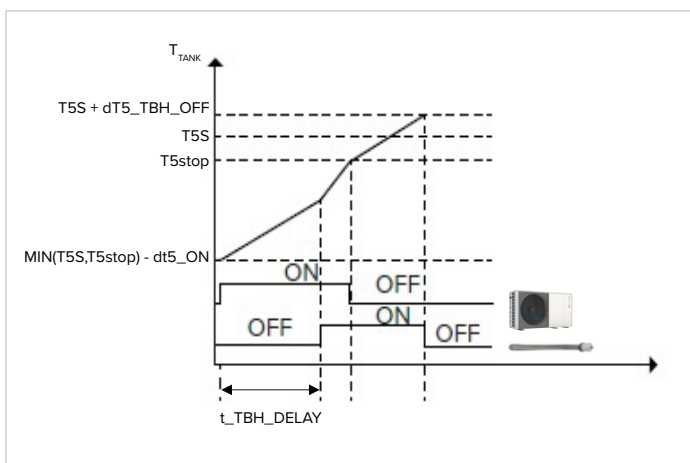 T_TANK
T5S + dT5_TBH_OFF
T5S
T5stop
MIN(T5S,T5stop) - dt5_ON
ON
OFF
ON
OFF
OFF
t_TBH_DELAY